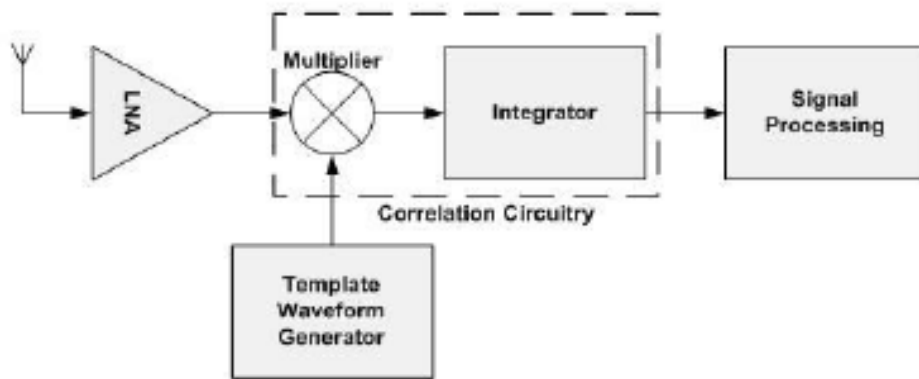 Multiplier
LNA
Integrator
Signal
Processing
Correlation Circuitry
Template
Waveform
Generator